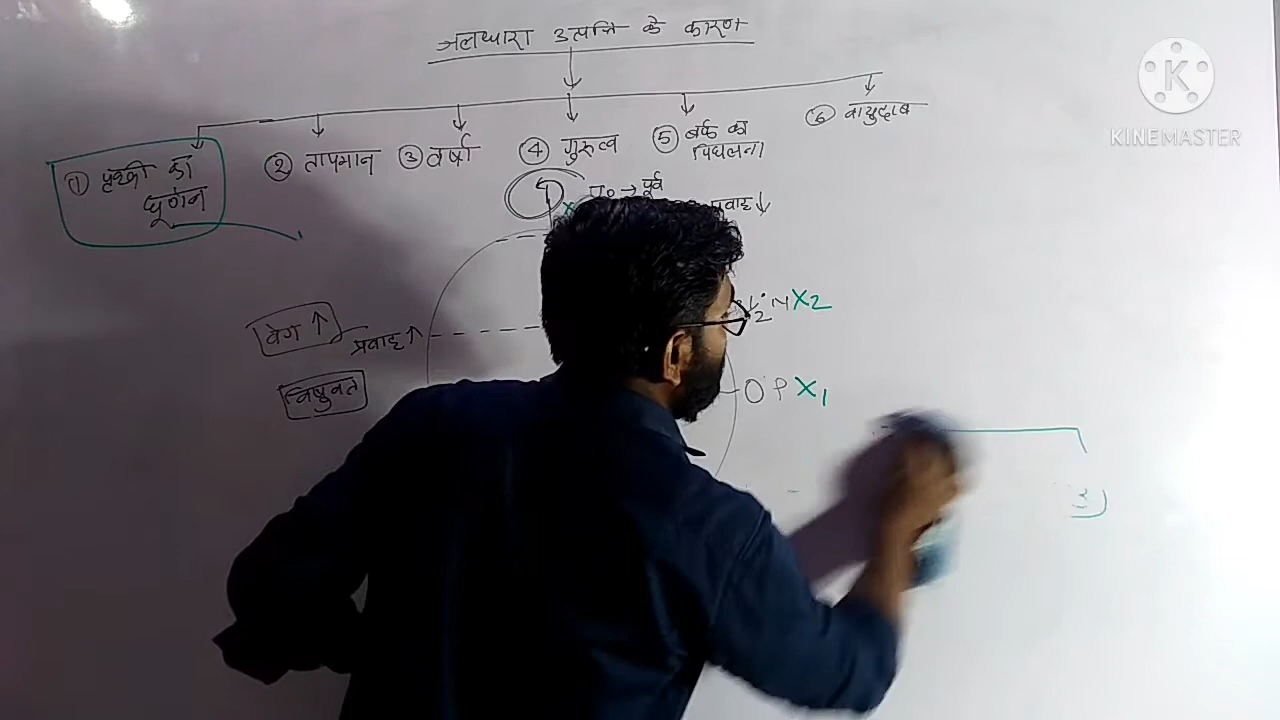 जलधारा उत्पत्ति के कारण
① पृथ्वी का
घूर्णन
② तापमान
③ वर्षा
④ गुरुत्व
⑤ बर्फ का
पिघलना
⑥ वायुदाब
प० → पूर्व
प्रवाह ↓
वेग ↑
प्रवाह ↑
विषुवत
N X2
0°P X1
KINEMASTER